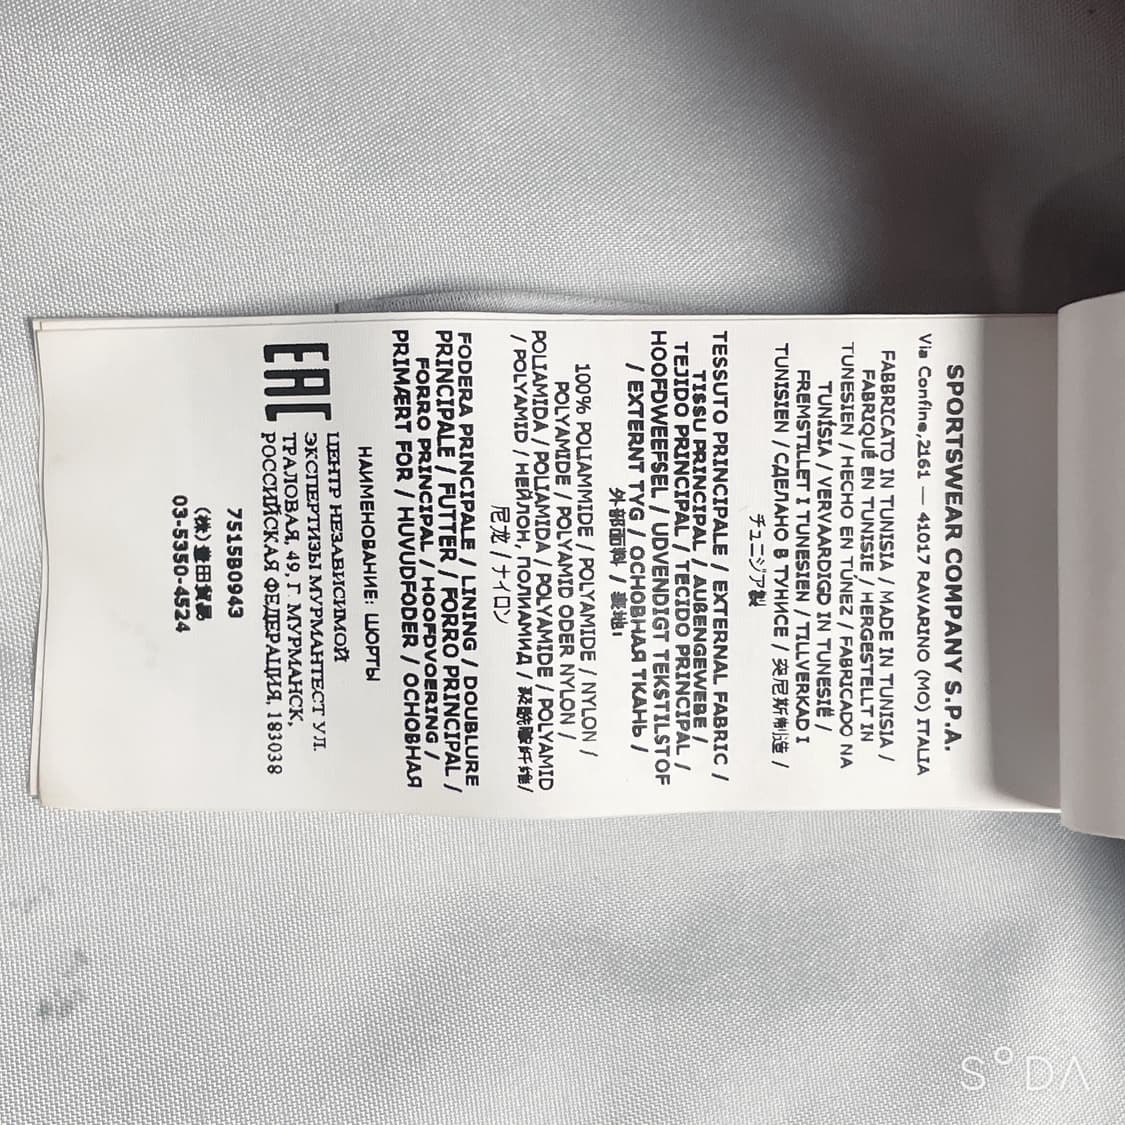 SPORTSWEAR COMPANY S.P.A.
Via Confine,2161 — 41017 RAVARINO (MO) ITALIA
FABBRICATO IN TUNISIA / MADE IN TUNISIA /
FABRIQUÉ EN TUNISIE / HERGESTELLT IN
TUNESIEN / HECHO EN TÚNEZ / FABRICADO NA
TUNÍSIA / VERVAARDIGD IN TUNESIË /
FREMSTILLET I TUNESIEN / TILLVERKAD I
TUNISIEN / СДЕЛАНО В ТУНИСЕ / 突尼斯制造 /
チュニジア製
TESSUTO PRINCIPALE / EXTERNAL FABRIC /
TISSU PRINCIPAL / AUßENGEWEBE /
TEJIDO PRINCIPAL / TECIDO PRINCIPAL /
HOOFDWEEFSEL / UDVENDIGT TEKSTILSTOF
/ EXTERNT TYG / ОСНОВНАЯ ТКАНЬ /
外部面料 / 表地:
100% POLIAMMIDE / POLYAMIDE / NYLON /
POLYAMIDE / POLYAMID ODER NYLON /
POLIAMIDA / POLIAMIDA / POLYAMIDE / POLYAMID
/ POLYAMID / НЕЙЛОН, ПОЛИАМИД / 聚酰胺纤维/
尼龙 / ナイロン
FODERA PRINCIPALE / LINING / DOUBLURE
PRINCIPALE / FUTTER / FORRO PRINCIPAL /
FORRO PRINCIPAL / HOOFDVOERING /
PRIMÆRT FOR / HUVUDFODER / ОСНОВНАЯ
НАИМЕНОВАНИЕ: ШОРТЫ
EAC
ЦЕНТР НЕЗАВИСИМОЙ
ЭКСПЕРТИЗЫ МУРМАНТЕСТ УЛ.
ТРАЛОВАЯ, 49, Г. МУРМАНСК,
РОССИЙСКАЯ ФЕДЕРАЦИЯ, 183038
7515B0943
(株) 豊田貿易
03-5350-4524
SODA